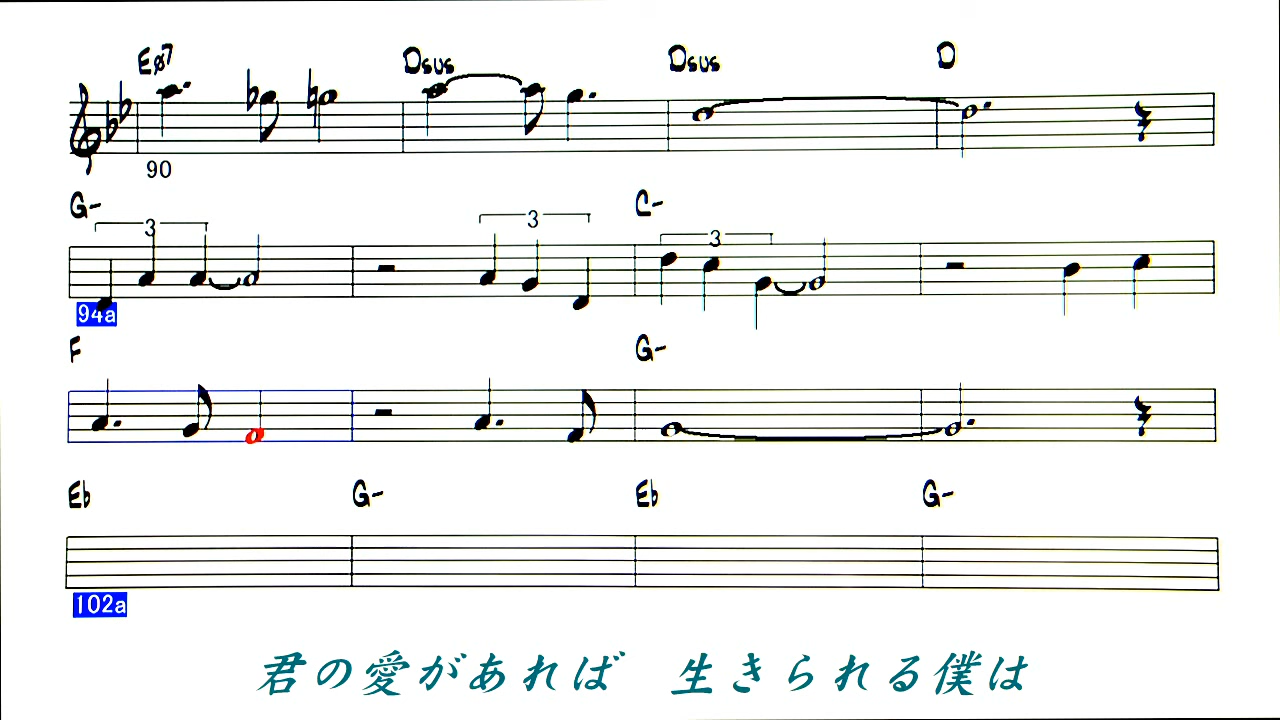 Eø7 Dsus Dsus D
90
G- C-
3 3 3
94a
F G-
Eb G- Eb G-
102a
君の愛があれば 生きられる僕は